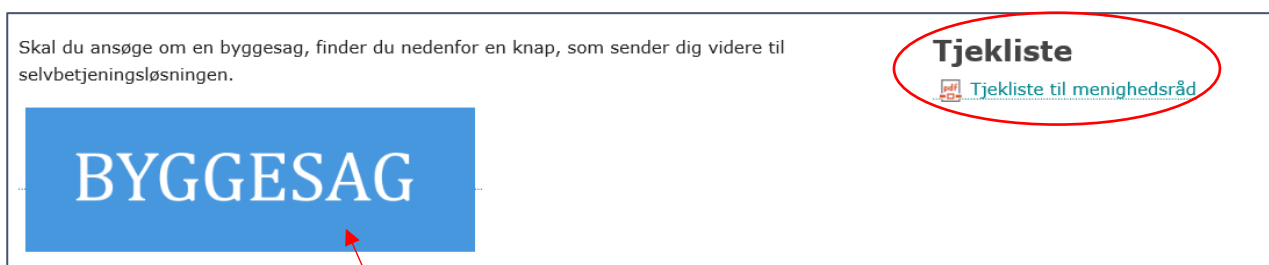 Skal du ansøge om en byggesag, finder du nedenfor en knap, som sender dig videre til
selvbetjeningsløsningen.
BYGGESAG
Tjekliste
pdf Tjekliste til menighedsråd